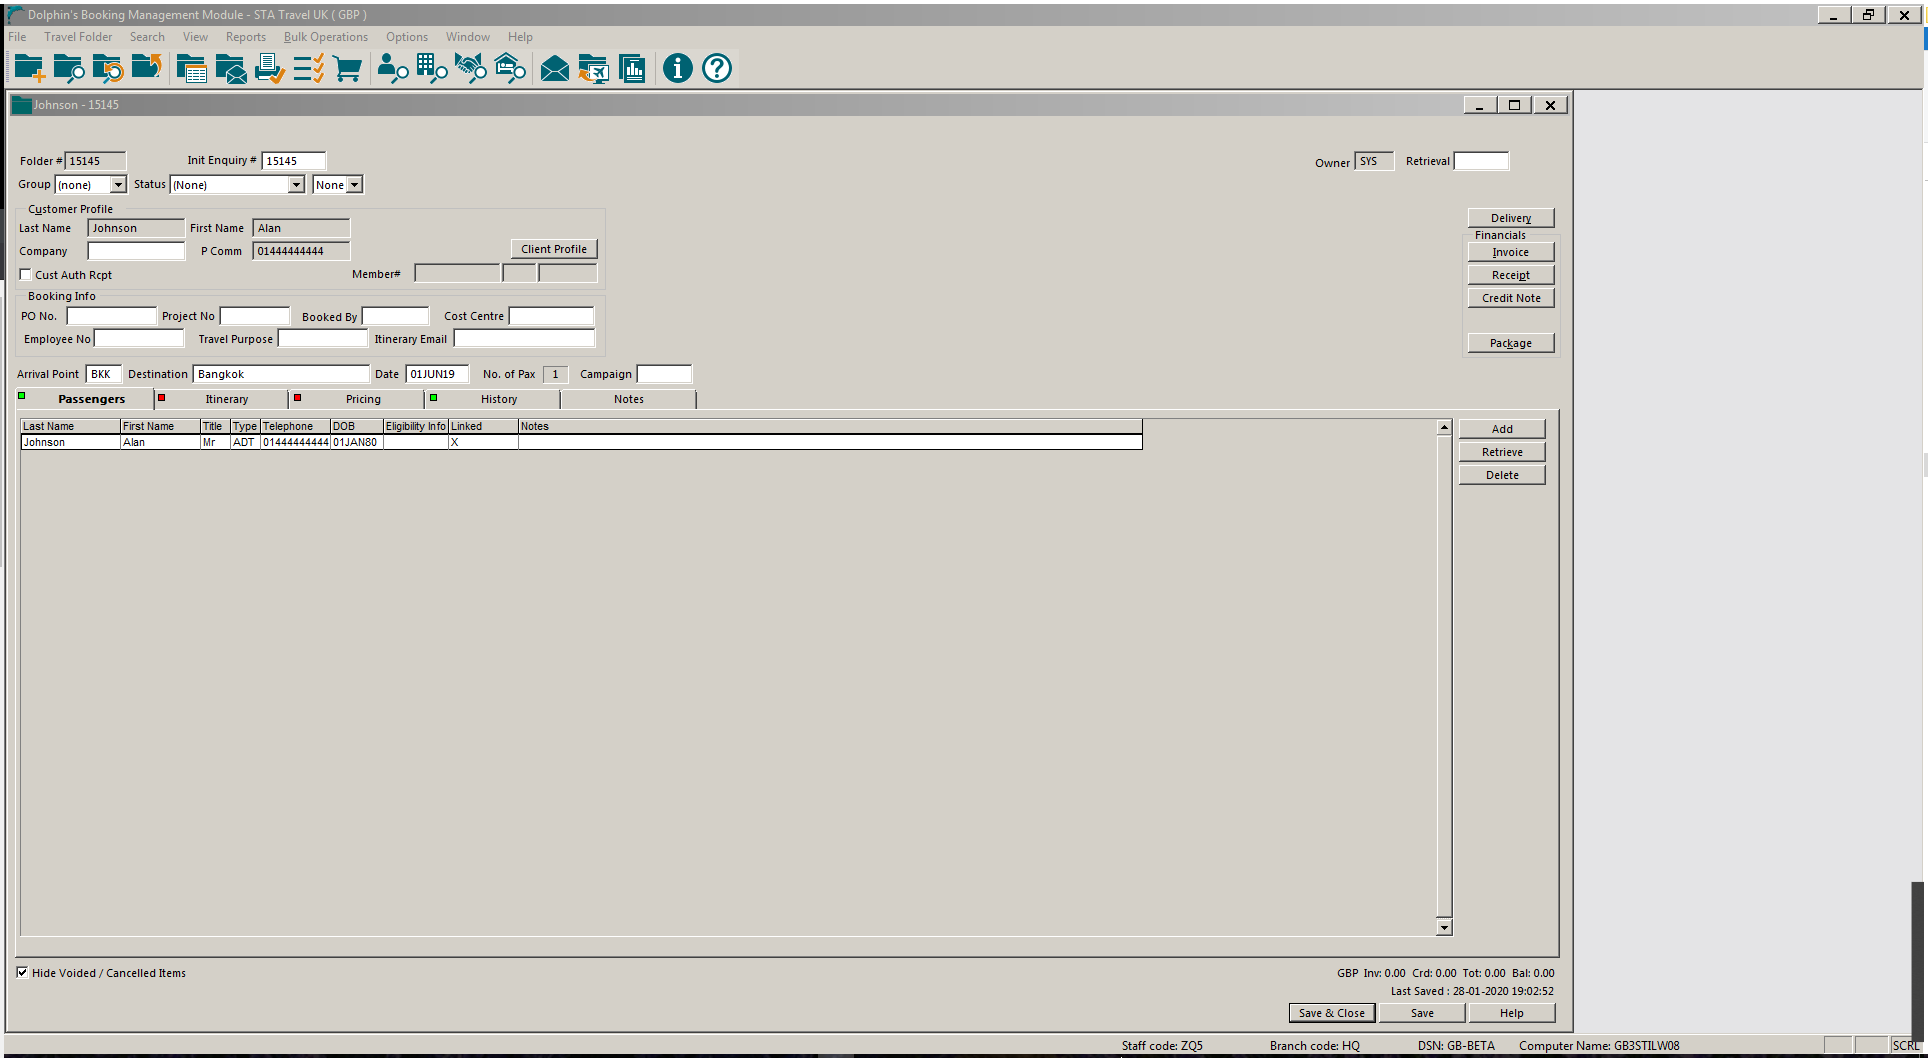 Dolphin's Booking Management Module - STA Travel UK ( GBP )
File Travel Folder Search View Reports Bulk Operations Options Window Help
Johnson - 15145
Folder # 15145 Init Enquiry # 15145 Owner SYS Retrieval
Group (none) Status (None) None
Customer Profile
Last Name Johnson First Name Alan
Company P Comm 01444444444 Client Profile
Cust Auth Rcpt Member#
Delivery
Financials
Invoice
Receipt
Credit Note
Package
Booking Info
PO No. Project No Booked By Cost Centre
Employee No Travel Purpose Itinerary Email
Arrival Point BKK Destination Bangkok Date 01JUN19 No. of Pax 1 Campaign
Passengers Itinerary Pricing History Notes
Last Name First Name Title Type Telephone DOB Eligibility Info Linked Notes
Johnson Alan Mr ADT 01444444444 01JAN80 X
Add
Retrieve
Delete
Hide Voided / Cancelled Items
GBP Inv: 0.00 Crd: 0.00 Tot: 0.00 Bal: 0.00
Last Saved : 28-01-2020 19:02:52
Save & Close Save Help
Staff code: ZQ5 Branch code: HQ DSN: GB-BETA Computer Name: GB3STILW08 SCRL